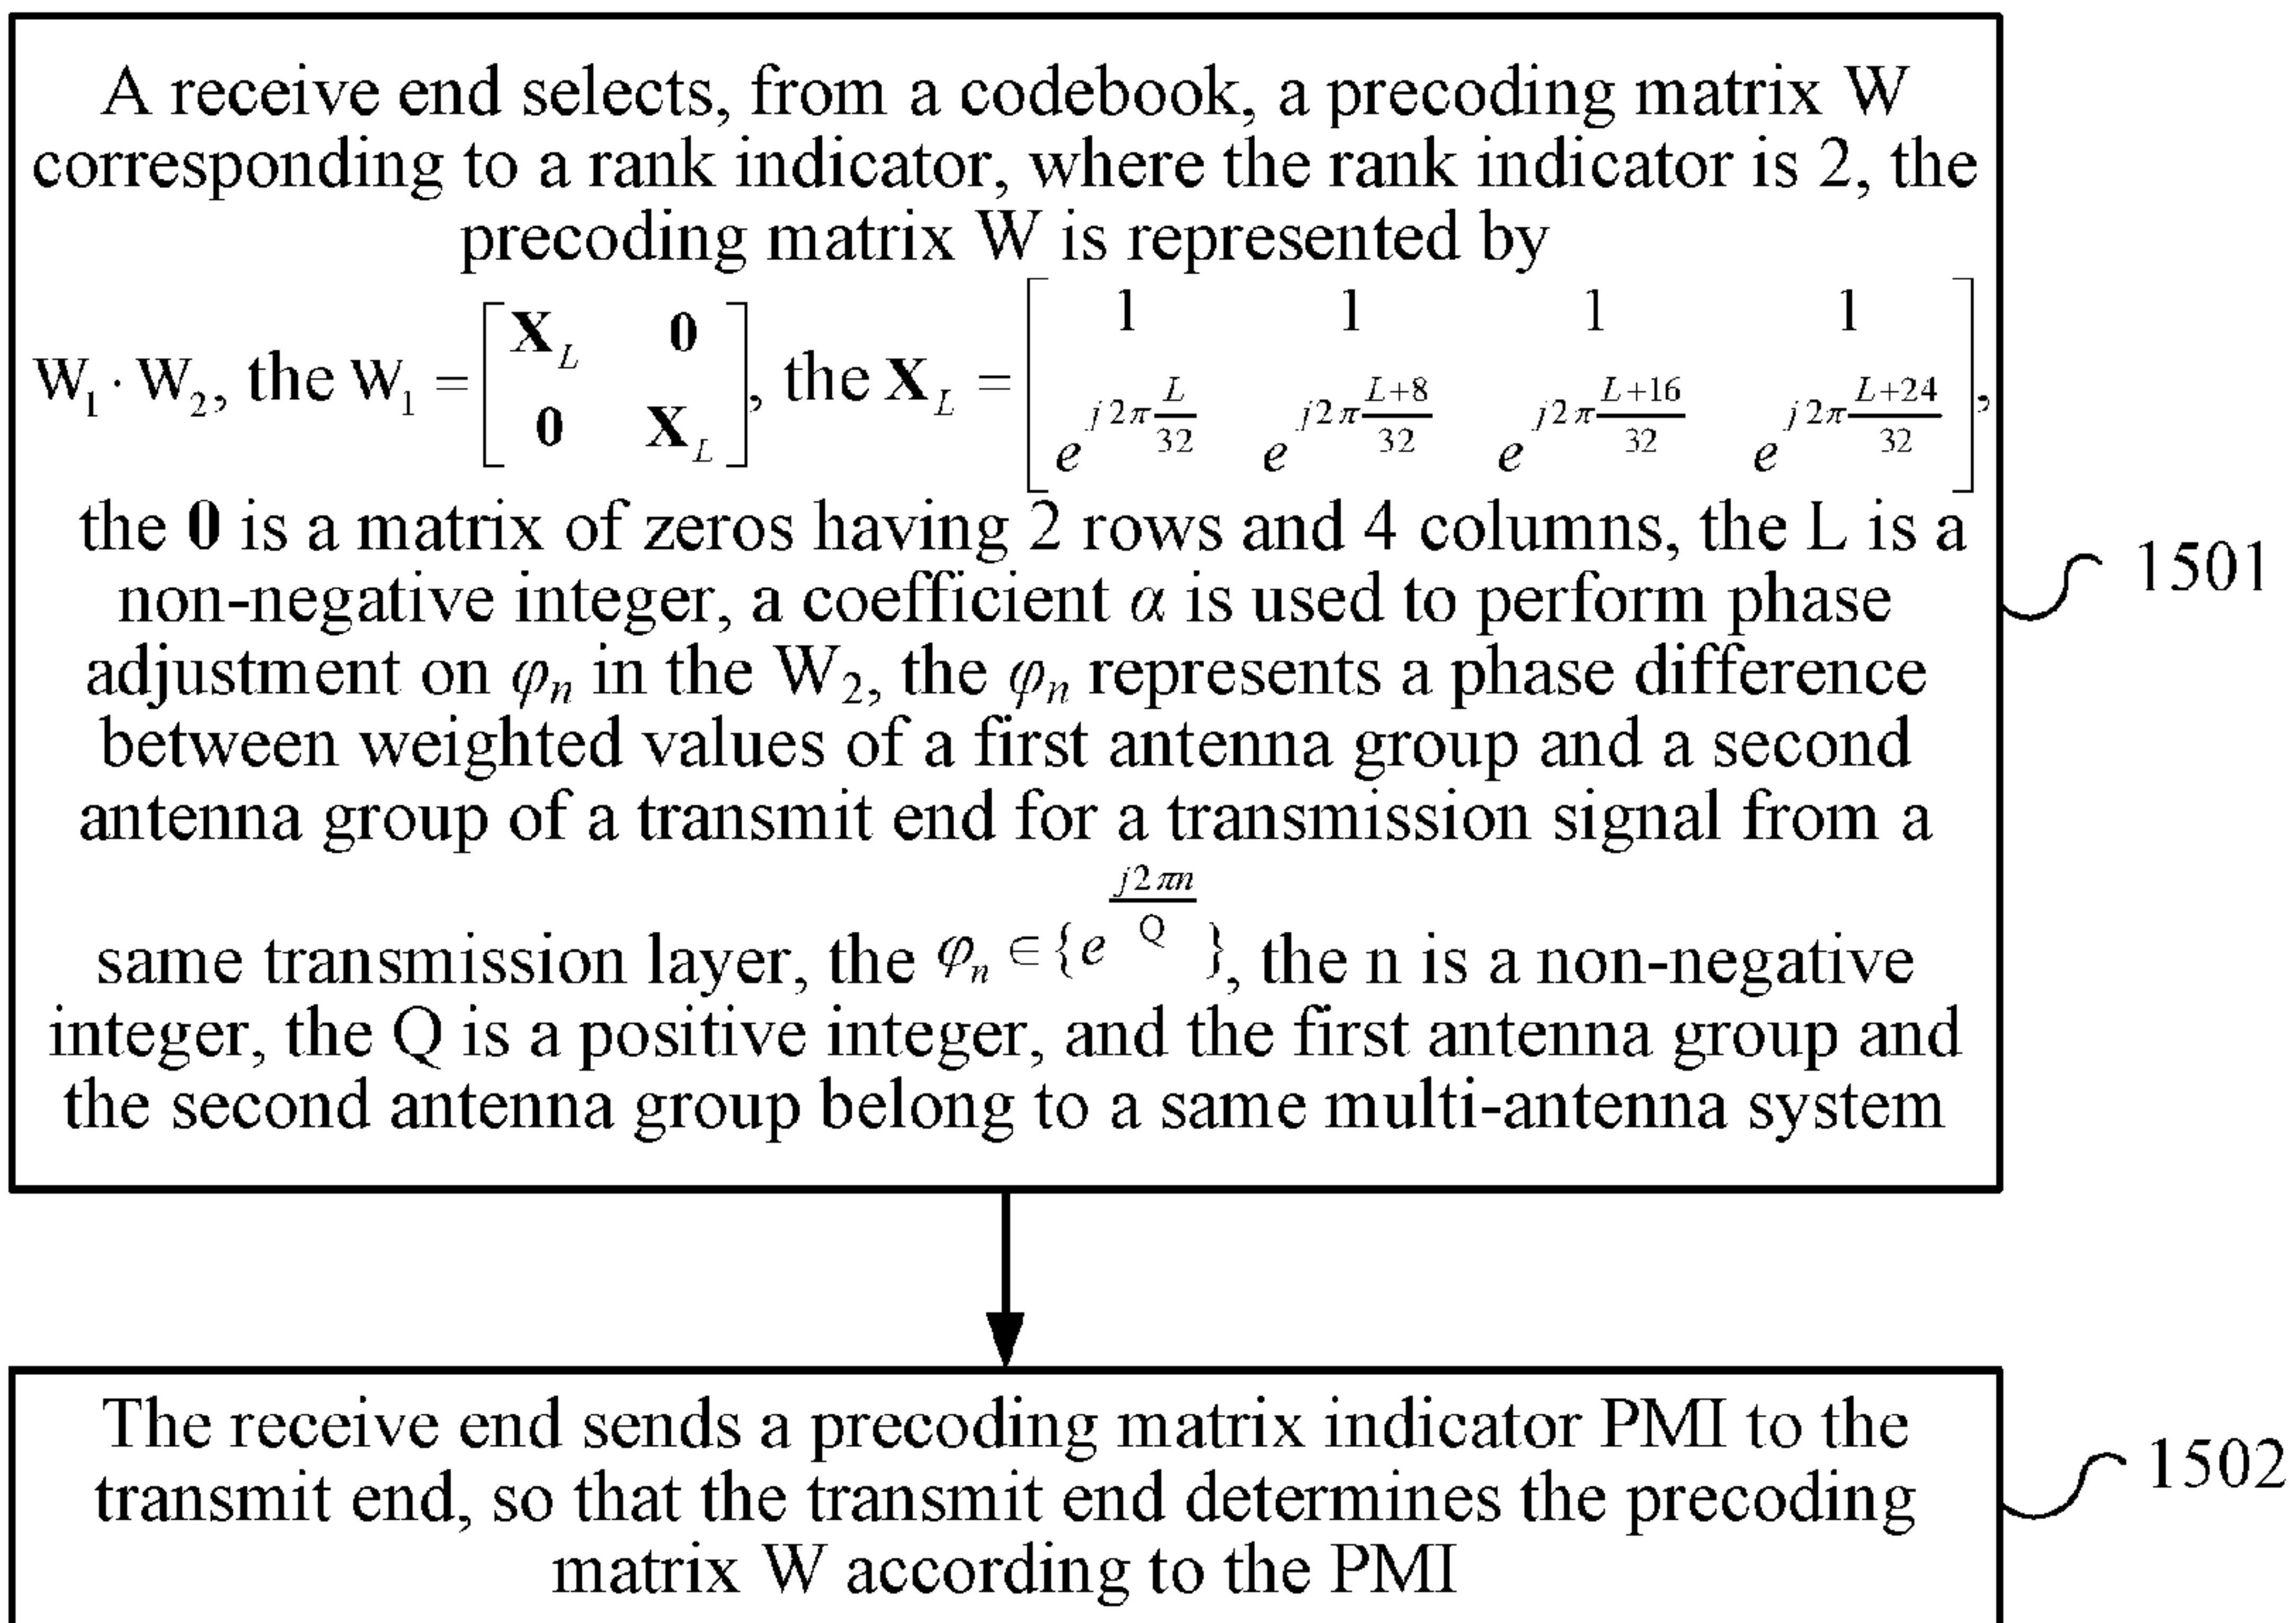 A receive end selects, from a codebook, a precoding matrix W
corresponding to a rank indicator, where the rank indicator is 2, the
precoding matrix W is represented by
W₁ · W₂, the W₁ = [X_L 0; 0 X_L], the X_L = [1 1 1 1; e^{j2π\frac{L}{32}} e^{j2π\frac{L+8}{32}} e^{j2π\frac{L+16}{32}} e^{j2π\frac{L+24}{32}}],
the 0 is a matrix of zeros having 2 rows and 4 columns, the L is a
non-negative integer, a coefficient α is used to perform phase
adjustment on φₙ in the W₂, the φₙ represents a phase difference
between weighted values of a first antenna group and a second
antenna group of a transmit end for a transmission signal from a
same transmission layer, the φₙ ∈ {e^{\frac{j2πn}{Q}}}, the n is a non-negative
integer, the Q is a positive integer, and the first antenna group and
the second antenna group belong to a same multi-antenna system
1501
The receive end sends a precoding matrix indicator PMI to the
transmit end, so that the transmit end determines the precoding
matrix W according to the PMI
1502